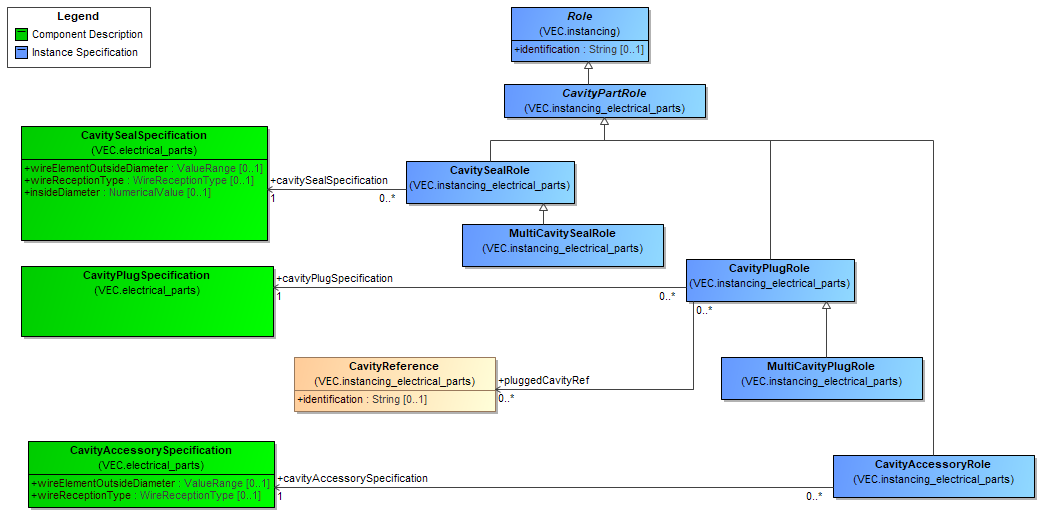 Legend
Component Description
Instance Specification
Role
(VEC.instancing)
+identification : String [0..1]
CavityPartRole
(VEC.instancing_electrical_parts)
CavitySealSpecification
(VEC.electrical_parts)
+wireElementOutsideDiameter : ValueRange [0..1]
+wireReceptionType : WireReceptionType [0..1]
+insideDiameter : NumericalValue [0..1]
+cavitySealSpecification
1
0..*
CavitySealRole
(VEC.instancing_electrical_parts)
MultiCavitySealRole
(VEC.instancing_electrical_parts)
CavityPlugSpecification
(VEC.electrical_parts)
+cavityPlugSpecification
1
0..*
CavityPlugRole
(VEC.instancing_electrical_parts)
0..*
CavityReference
(VEC.instancing_electrical_parts)
+identification : String [0..1]
+pluggedCavityRef
0..*
MultiCavityPlugRole
(VEC.instancing_electrical_parts)
CavityAccessorySpecification
(VEC.electrical_parts)
+wireElementOutsideDiameter : ValueRange [0..1]
+wireReceptionType : WireReceptionType [0..1]
+cavityAccessorySpecification
1
0..*
CavityAccessoryRole
(VEC.instancing_electrical_parts)